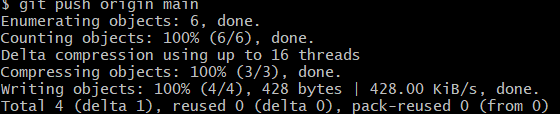 $ git push origin main
Enumerating objects: 6, done.
Counting objects: 100% (6/6), done.
Delta compression using up to 16 threads
Compressing objects: 100% (3/3), done.
Writing objects: 100% (4/4), 428 bytes | 428.00 KiB/s, done.
Total 4 (delta 1), reused 0 (delta 0), pack-reused 0 (from 0)